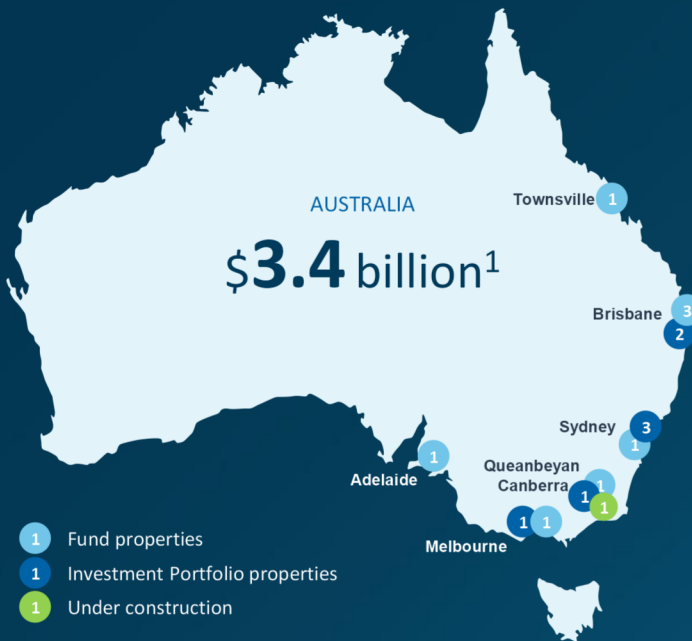 Townsville 1
AUSTRALIA
$3.4 billion¹
Brisbane 3
2
Sydney 3
1
Adelaide 1
Queanbeyan 1
Canberra 1
1
Melbourne 1 1
1 Fund properties
1 Investment Portfolio properties
1 Under construction